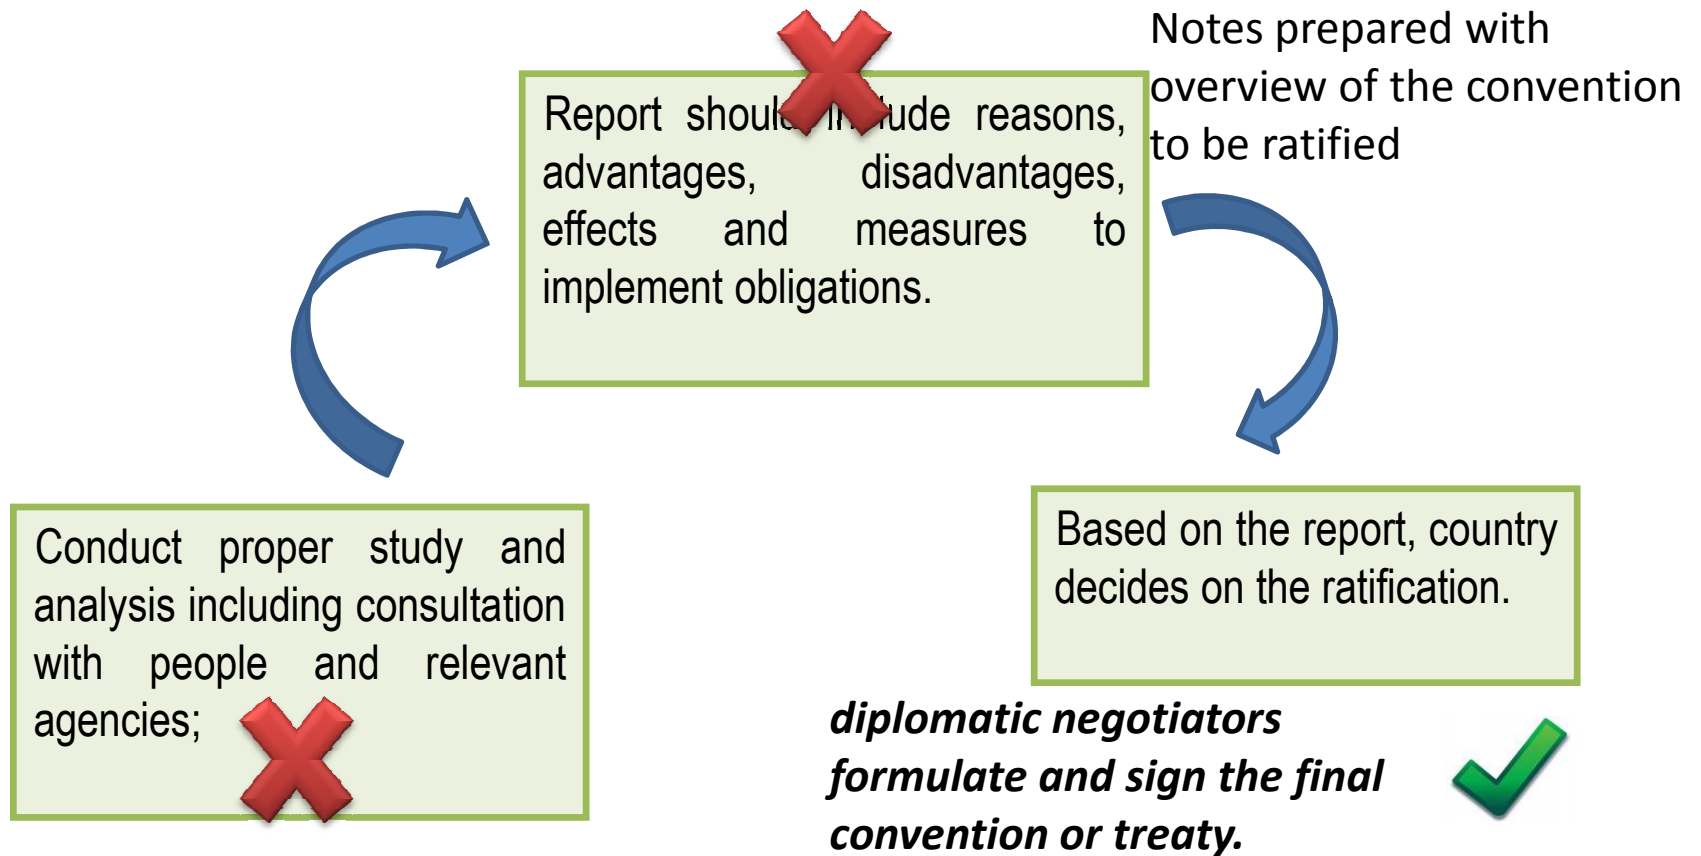 Notes prepared with
overview of the convention
to be ratified
Report should include reasons,
advantages, disadvantages,
effects and measures to
implement obligations.
Conduct proper study and
analysis including consultation
with people and relevant
agencies;
Based on the report, country
decides on the ratification.
diplomatic negotiators
formulate and sign the final
convention or treaty.